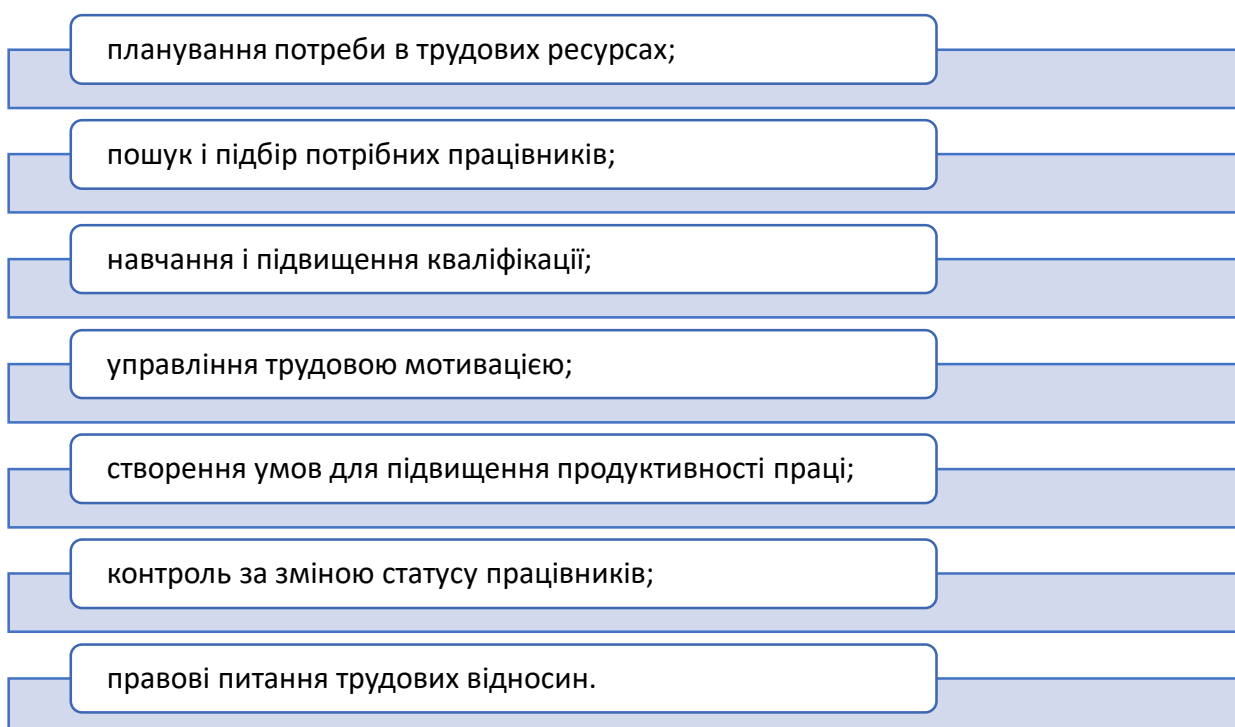 планування потреби в трудових ресурсах;
пошук і підбір потрібних працівників;
навчання і підвищення кваліфікації;
управління трудовою мотивацією;
створення умов для підвищення продуктивності праці;
контроль за зміною статусу працівників;
правові питання трудових відносин.